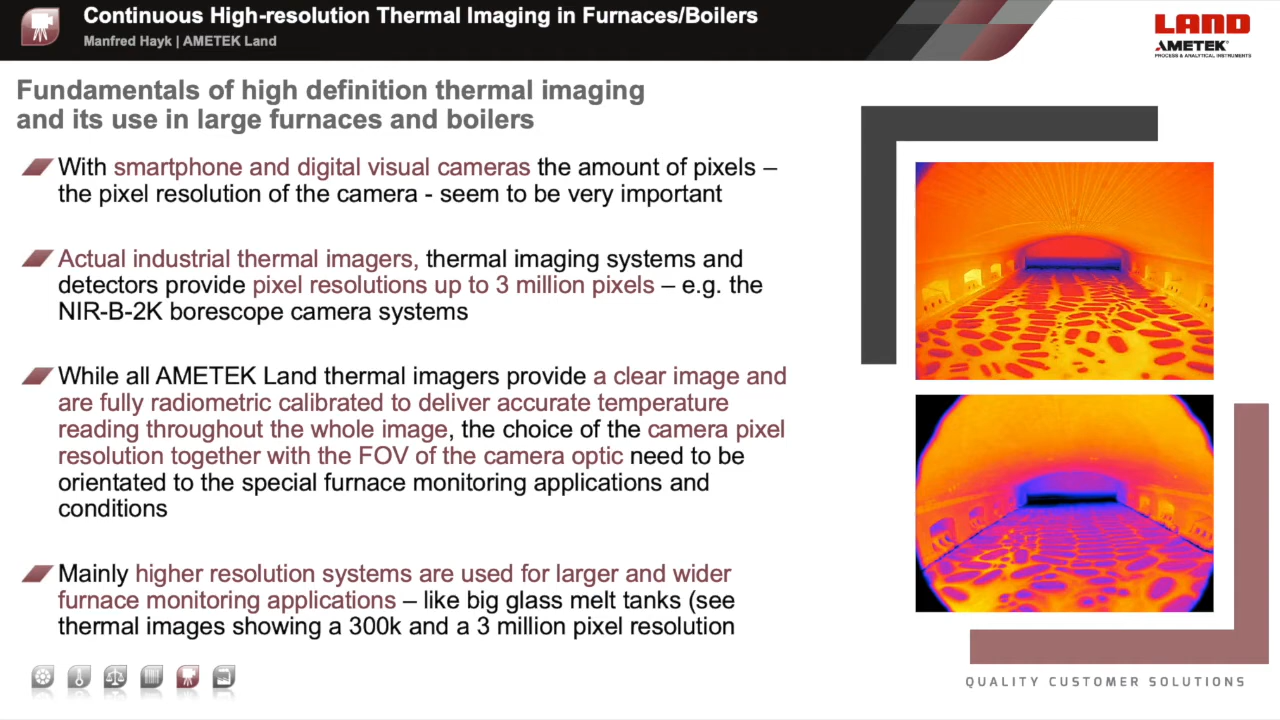 Continuous High-resolution Thermal Imaging in Furnaces/Boilers
Manfred Hayk | AMETEK Land
LAND
AMETEK®
PROCESS & ANALYTICAL INSTRUMENTS
Fundamentals of high definition thermal imaging
and its use in large furnaces and boilers
With smartphone and digital visual cameras the amount of pixels –
the pixel resolution of the camera - seem to be very important
Actual industrial thermal imagers, thermal imaging systems and
detectors provide pixel resolutions up to 3 million pixels – e.g. the
NIR-B-2K borescope camera systems
While all AMETEK Land thermal imagers provide a clear image and
are fully radiometric calibrated to deliver accurate temperature
reading throughout the whole image, the choice of the camera pixel
resolution together with the FOV of the camera optic need to be
orientated to the special furnace monitoring applications and
conditions
Mainly higher resolution systems are used for larger and wider
furnace monitoring applications – like big glass melt tanks (see
thermal images showing a 300k and a 3 million pixel resolution
QUALITY CUSTOMER SOLUTIONS